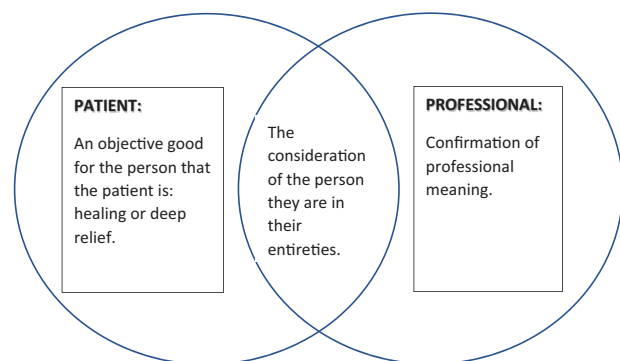 PATIENT:
An objective good
for the person that
the patient is:
healing or deep
relief.
The
consideration
of the person
they are in
their
entireties.
PROFESSIONAL:
Confirmation of
professional
meaning.